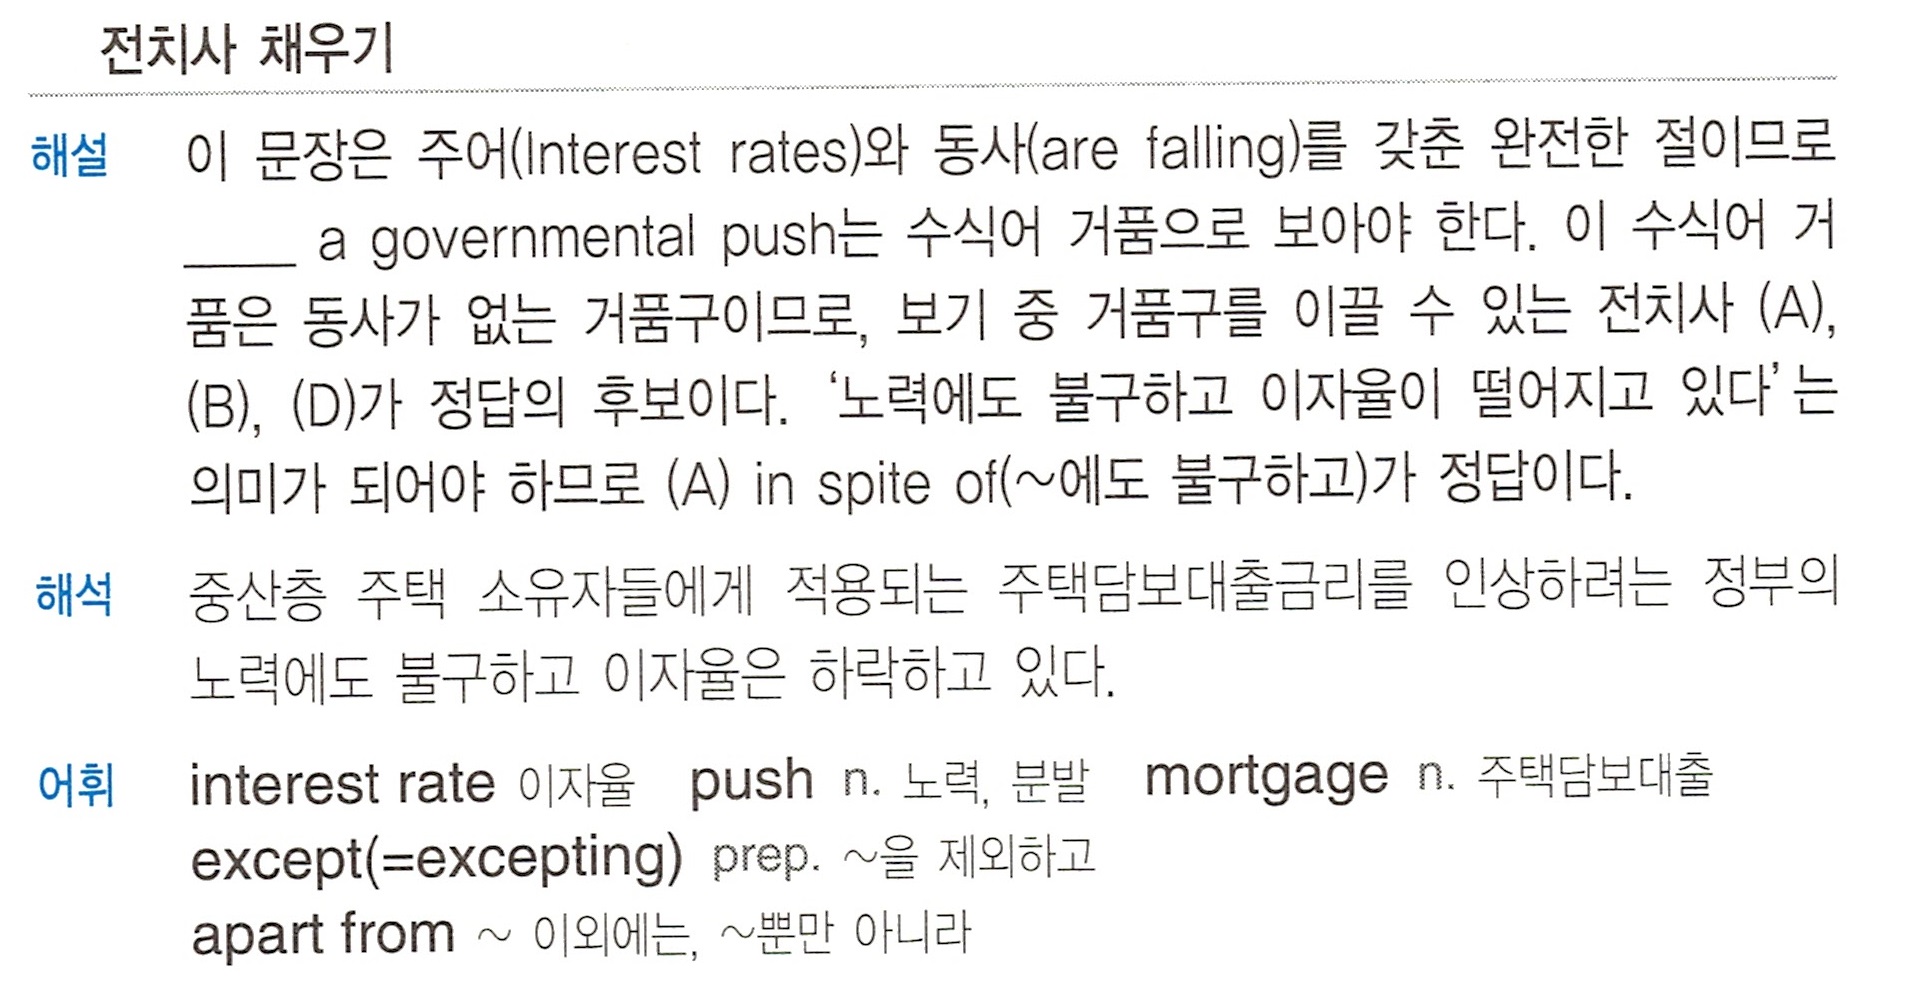 전치사 채우기
해설 이 문장은 주어(Interest rates)와 동사(are falling)를 갖춘 완전한 절이므로
____ a governmental push는 수식어 거품으로 보아야 한다. 이 수식어 거
품은 동사가 없는 거품구이므로, 보기 중 거품구를 이끌 수 있는 전치사 (A),
(B), (D)가 정답의 후보이다. ‘노력에도 불구하고 이자율이 떨어지고 있다’는
의미가 되어야 하므로 (A) in spite of(~에도 불구하고)가 정답이다.
해석 중산층 주택 소유자들에게 적용되는 주택담보대출금리를 인상하려는 정부의
노력에도 불구하고 이자율은 하락하고 있다.
어휘 interest rate 이자율 push n. 노력, 분발 mortgage n. 주택담보대출
except(=excepting) prep. ~을 제외하고
apart from ~ 이외에는, ~뿐만 아니라